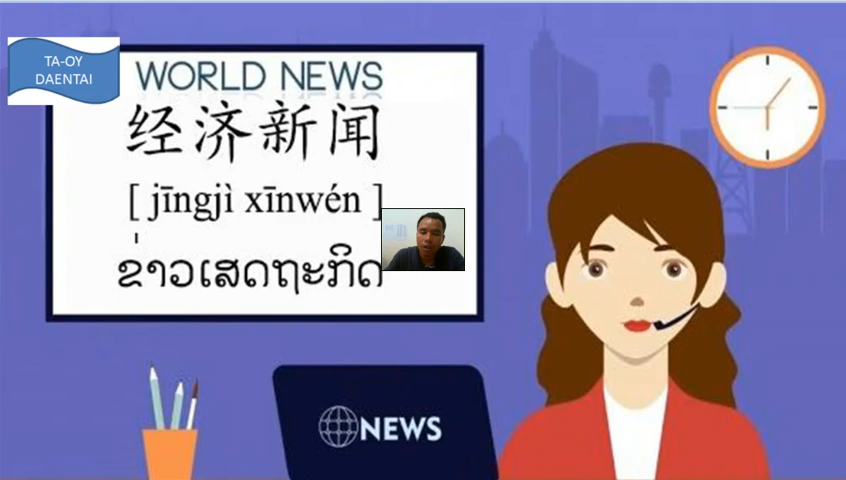 TA-OY
DAENTAI
WORLD NEWS
经济新闻
[ jīngjì xīnwén ]
ຂ່າວເສດຖະກິດ
NEWS